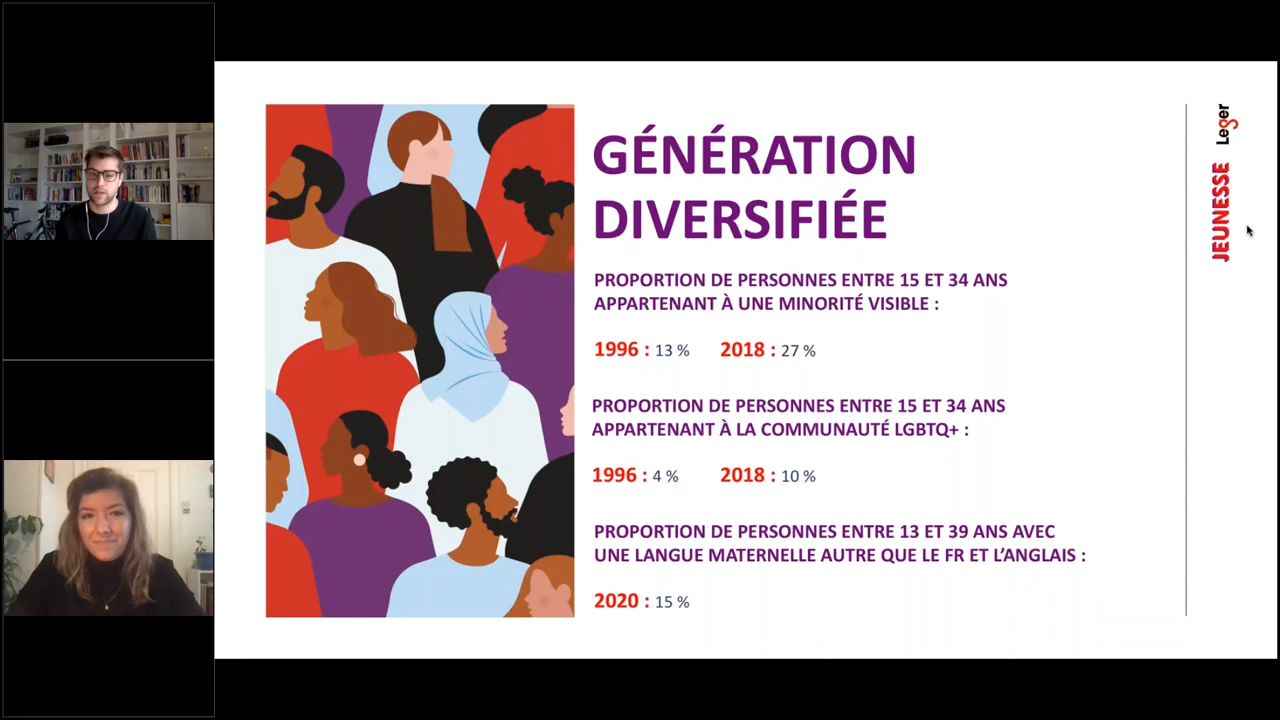 GÉNÉRATION
DIVERSIFIÉE
PROPORTION DE PERSONNES ENTRE 15 ET 34 ANS
APPARTENANT À UNE MINORITÉ VISIBLE :
1996 : 13 % 2018 : 27 %
PROPORTION DE PERSONNES ENTRE 15 ET 34 ANS
APPARTENANT À LA COMMUNAUTÉ LGBTQ+ :
1996 : 4 % 2018 : 10 %
PROPORTION DE PERSONNES ENTRE 13 ET 39 ANS AVEC
UNE LANGUE MATERNELLE AUTRE QUE LE FR ET L’ANGLAIS :
2020 : 15 %
JEUNESSE Leger